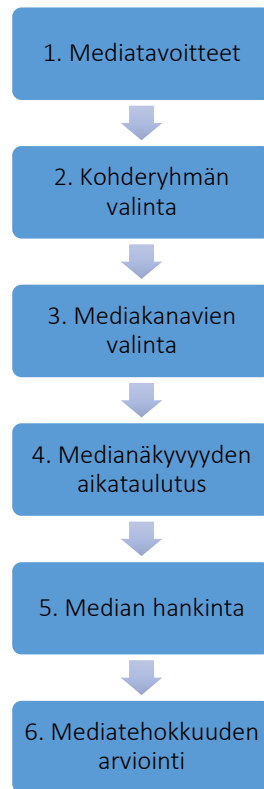 1. Mediatavoitteet
2. Kohderyhmän
valinta
3. Mediakanavien
valinta
4. Medianäkyvyyden
aikataulutus
5. Median hankinta
6. Mediatehokkuuden
arviointi